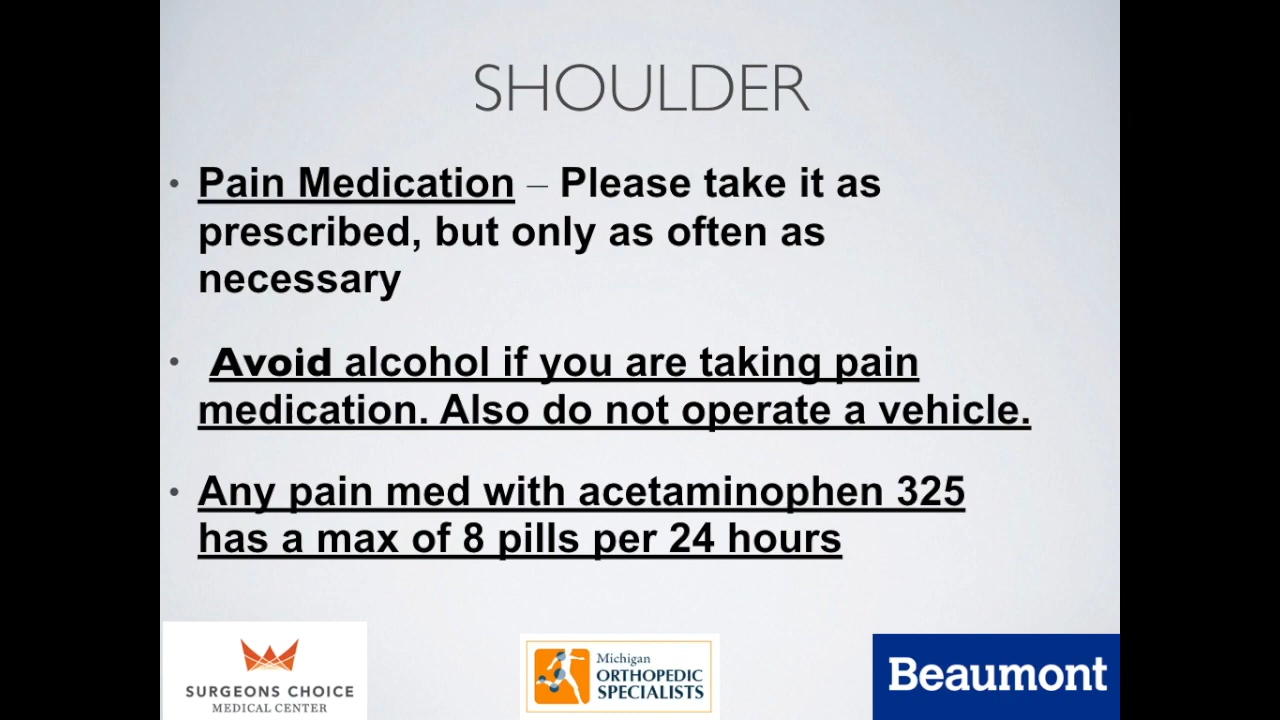 SHOULDER
• Pain Medication – Please take it as
prescribed, but only as often as
necessary
• Avoid alcohol if you are taking pain
medication. Also do not operate a vehicle.
• Any pain med with acetaminophen 325
has a max of 8 pills per 24 hours
SURGEONS CHOICE
MEDICAL CENTER
Michigan
ORTHOPEDIC
SPECIALISTS
Beaumont